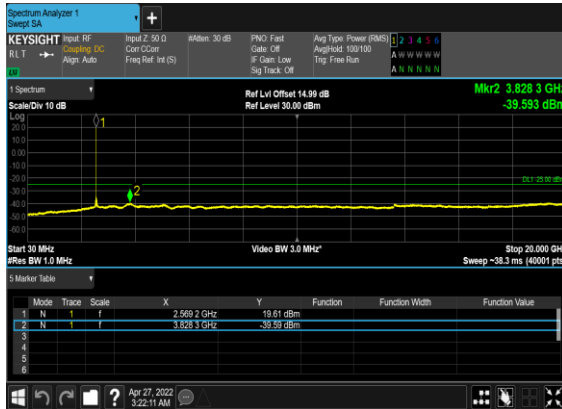 Spectrum Analyzer 1
Swept SA
+
KEYSIGHT
RLT
Input: RF
Coupling: DC
Align: Auto
Input Z: 50 Ω
Corr CCorr
Freq Ref: Int (S)
#Atten: 30 dB
PNO: Fast
Gate: Off
IF Gain: Low
Sig Track: Off
Avg Type: Power (RMS)
Avg|Hold: 100/100
Trig: Free Run
1 2 3 4 5 6
A W W W W W
A N N N N N
1 Spectrum
Scale/Div 10 dB
Ref Lvl Offset 14.99 dB
Ref Level 30.00 dBm
Mkr2 3.828 3 GHz
-39.593 dBm
Log
20.0
10.0
0.00
-10.0
-20.0
-30.0
-40.0
-50.0
-60.0
1
2
DL1 -25.00 dBm
Start 30 MHz
#Res BW 1.0 MHz
Video BW 3.0 MHz*
Stop 20.000 GH
Sweep ~38.3 ms (40001 pts
5 Marker Table
Mode Trace Scale X Y Function Function Width Function Value
1 N 1 f 2.569 2 GHz 19.61 dBm
2 N 1 f 3.828 3 GHz -39.59 dBm
3
4
5
6
?
Apr 27, 2022
3:22:11 AM